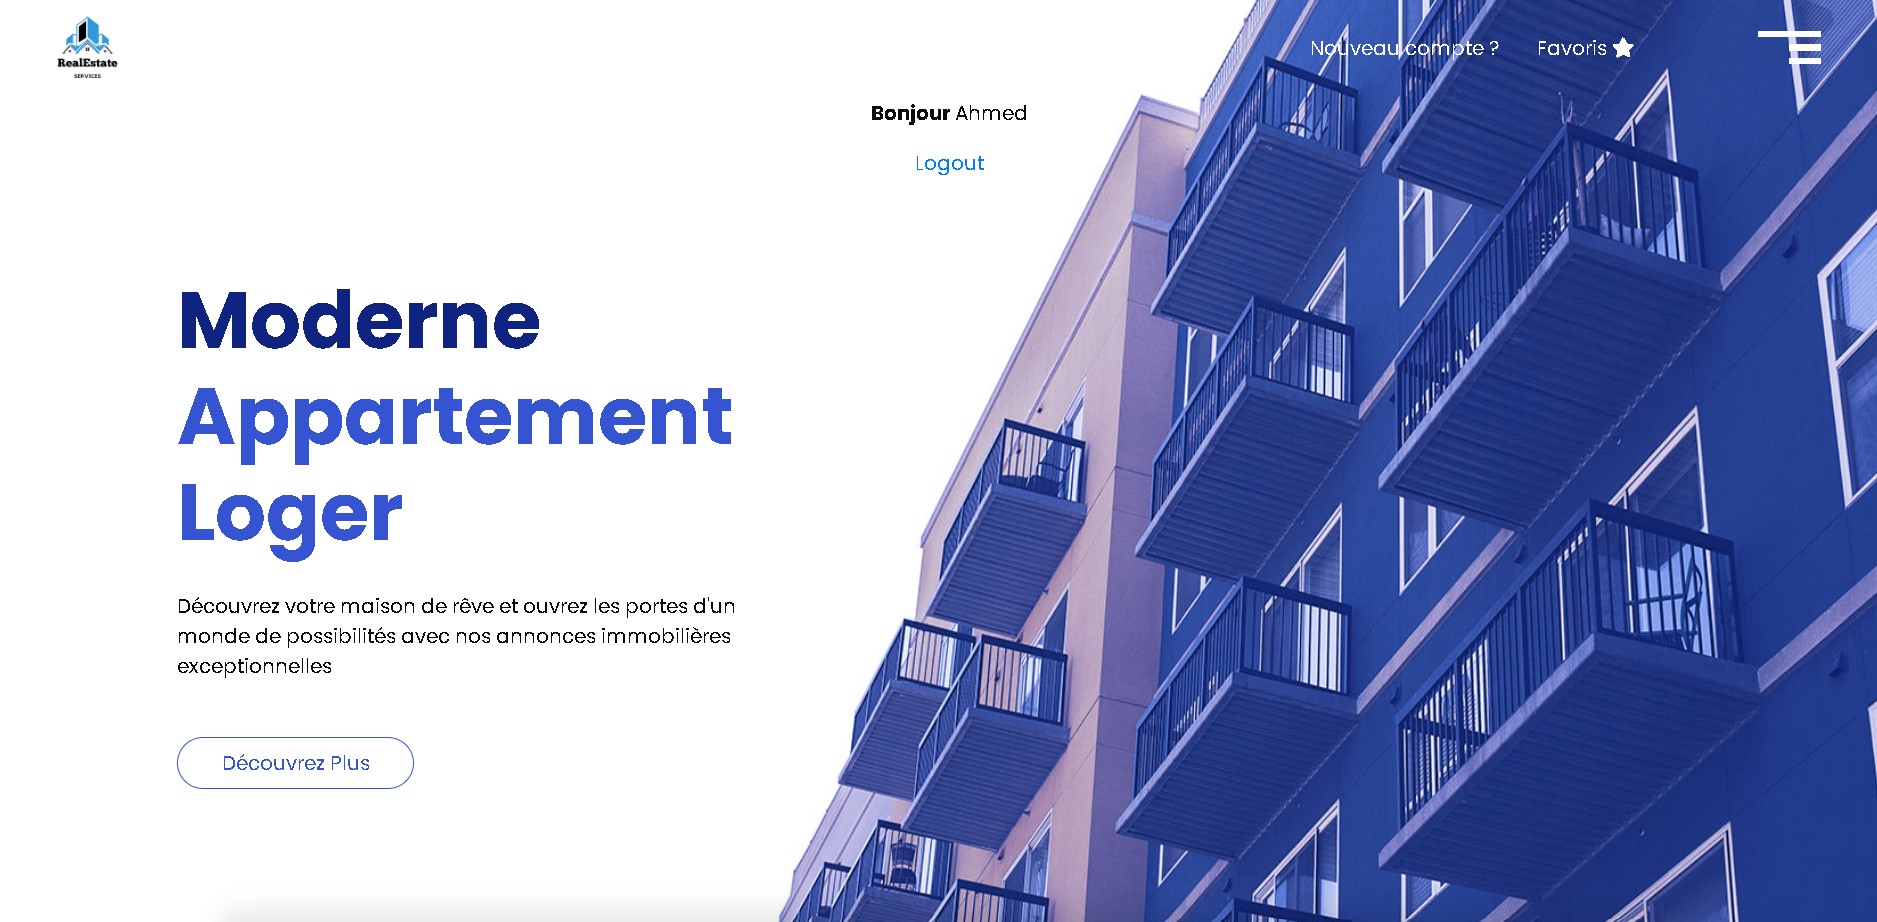 RealEstate
SERVICES
Nouveau compte ? Favoris
Bonjour Ahmed
Logout
Moderne
Appartement
Loger
Découvrez votre maison de rêve et ouvrez les portes d'un
monde de possibilités avec nos annonces immobilières
exceptionnelles
Découvrez Plus